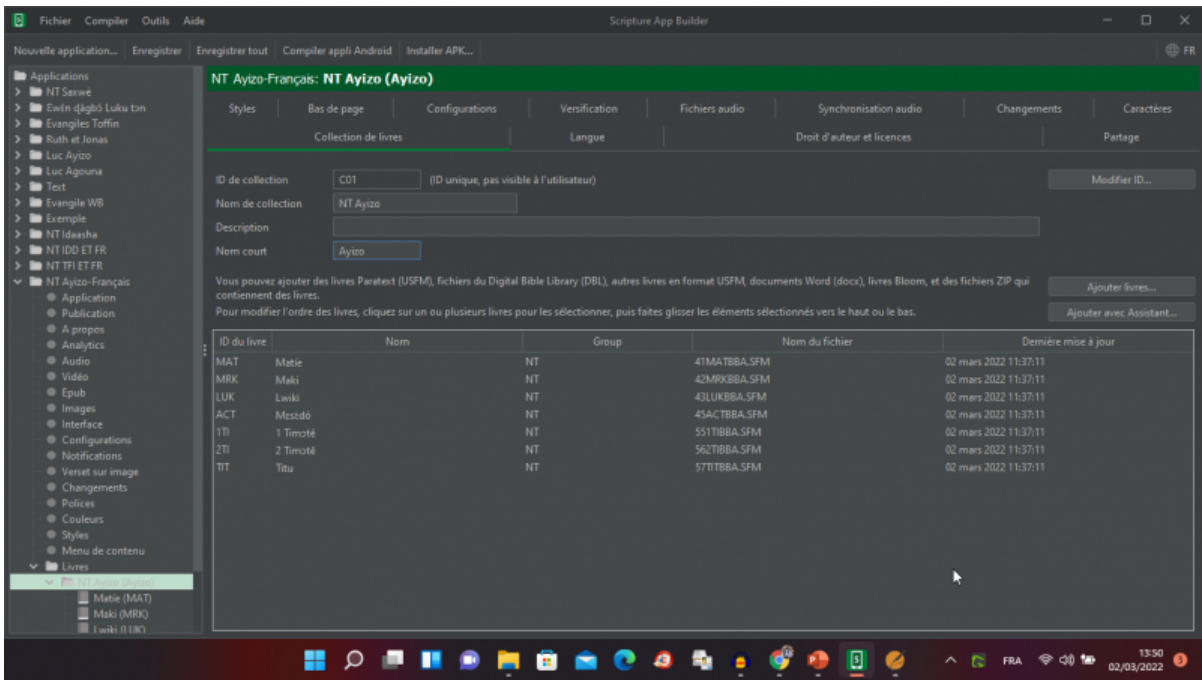 Fichier Compiler Outils Aide Scripture App Builder
Nouvelle application... Enregistrer Enregistrer tout Compiler appli Android Installer APK... FR
Applications
NT Saxwè
Ewlin dagbó Luku tɔn
Evangiles Toffin
Ruth et Jonas
Luc Ayizo
Luc Agouna
Text
Evangile WB
Exemple
NT Idaasha
NT IDD ET FR
NT TFI ET FR
NT Ayizo-Français
Application
Publication
A propos
Analytics
Audio
Vidéo
Epub
Images
Interface
Configurations
Notifications
Verset sur image
Changements
Polices
Couleurs
Styles
Menu de contenu
Livres
NT Ayizo (Ayizo)
Matie (MAT)
Maki (MRK)
Lwiki (LUK)
NT Ayizo-Français: NT Ayizo (Ayizo)
Styles Bas de page Configurations Versification Fichiers audio Synchronisation audio Changements Caractères
Collection de livres Langue Droit d'auteur et licences Partage
ID de collection C01 (ID unique, pas visible à l'utilisateur) Modifier ID...
Nom de collection NT Ayizo
Description
Nom court Ayizo
Vous pouvez ajouter des livres Paratext (USFM), fichiers du Digital Bible Library (DBL), autres livres en format USFM, documents Word (docx), livres Bloom, et des fichiers ZIP qui
contiennent des livres.
Ajouter livres...
Pour modifier l'ordre des livres, cliquez sur un ou plusieurs livres pour les sélectionner, puis faites glisser les éléments sélectionnés vers le haut ou le bas.
Ajouter avec Assistant...
ID du livre Nom Group Nom du fichier Dernière mise à jour
MAT Matie NT 41MATBBA.SFM 02 mars 2022 11:37:11
MRK Maki NT 42MRKBBA.SFM 02 mars 2022 11:37:11
LUK Lwiki NT 43LUKBBA.SFM 02 mars 2022 11:37:11
ACT Mɛsɛ́dó NT 45ACTBBA.SFM 02 mars 2022 11:37:11
1TI 1 Timoté NT 551TIBBA.SFM 02 mars 2022 11:37:11
2TI 2 Timoté NT 562TIBBA.SFM 02 mars 2022 11:37:11
TIT Titu NT 57TITBBA.SFM 02 mars 2022 11:37:11
FRA 13:50
02/03/2022 3